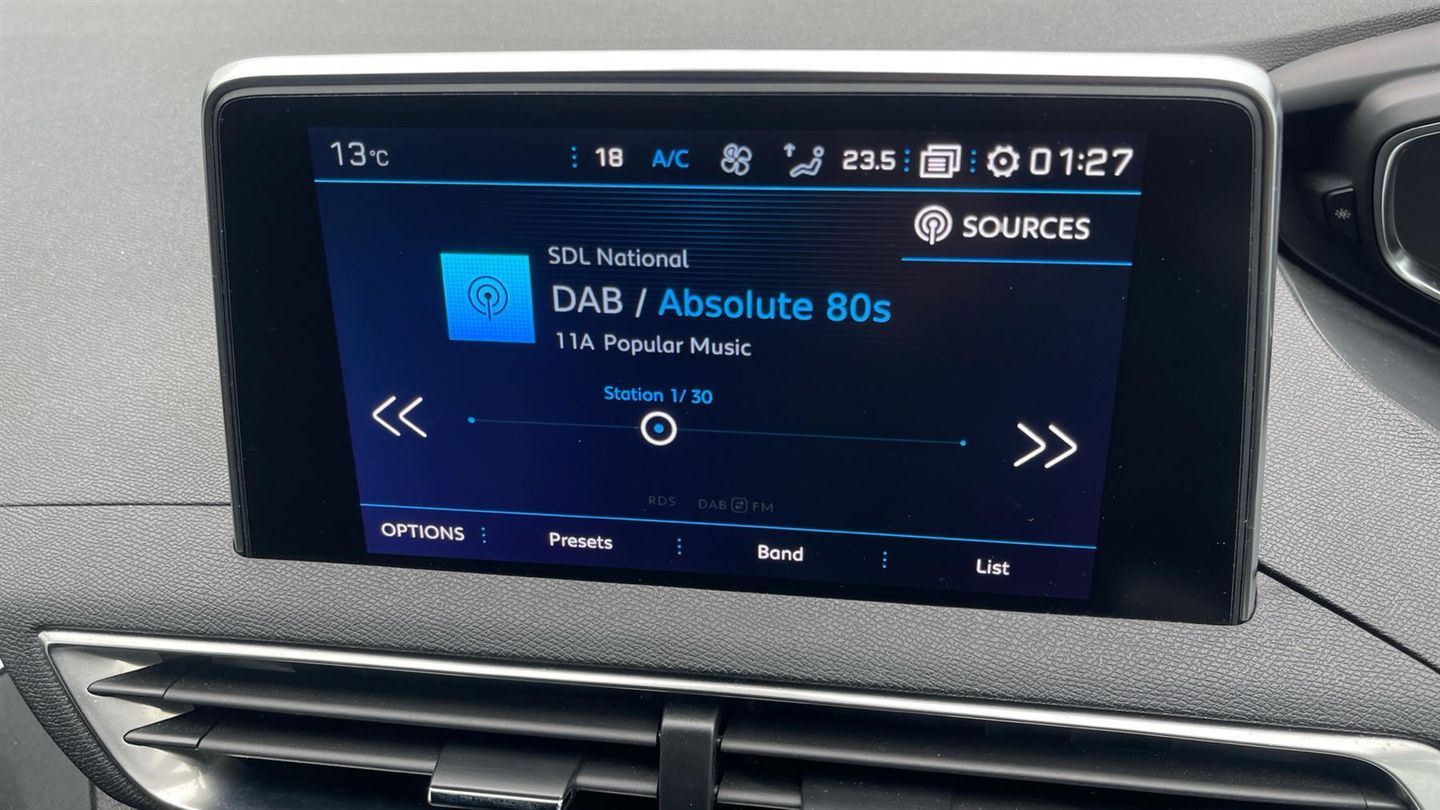 13°C 18 A/C 23.5 01:27
SOURCES
SDL National
DAB / Absolute 80s
11A Popular Music
Station 1/ 30
RDS DAB FM
OPTIONS Presets Band List